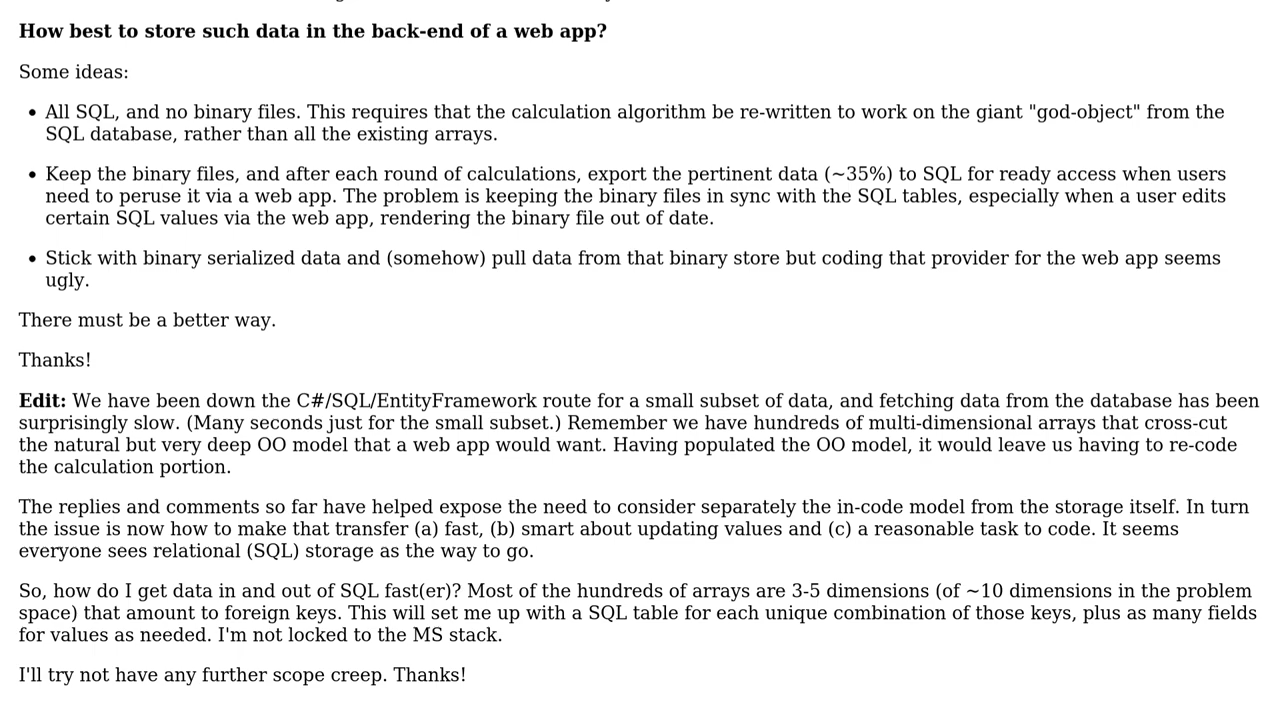 How best to store such data in the back-end of a web app?
Some ideas:
• All SQL, and no binary files. This requires that the calculation algorithm be re-written to work on the giant "god-object" from the
SQL database, rather than all the existing arrays.
• Keep the binary files, and after each round of calculations, export the pertinent data (~35%) to SQL for ready access when users
need to peruse it via a web app. The problem is keeping the binary files in sync with the SQL tables, especially when a user edits
certain SQL values via the web app, rendering the binary file out of date.
• Stick with binary serialized data and (somehow) pull data from that binary store but coding that provider for the web app seems
ugly.
There must be a better way.
Thanks!
Edit: We have been down the C#/SQL/EntityFramework route for a small subset of data, and fetching data from the database has been
surprisingly slow. (Many seconds just for the small subset.) Remember we have hundreds of multi-dimensional arrays that cross-cut
the natural but very deep OO model that a web app would want. Having populated the OO model, it would leave us having to re-code
the calculation portion.
The replies and comments so far have helped expose the need to consider separately the in-code model from the storage itself. In turn
the issue is now how to make that transfer (a) fast, (b) smart about updating values and (c) a reasonable task to code. It seems
everyone sees relational (SQL) storage as the way to go.
So, how do I get data in and out of SQL fast(er)? Most of the hundreds of arrays are 3-5 dimensions (of ~10 dimensions in the problem
space) that amount to foreign keys. This will set me up with a SQL table for each unique combination of those keys, plus as many fields
for values as needed. I'm not locked to the MS stack.
I'll try not have any further scope creep. Thanks!